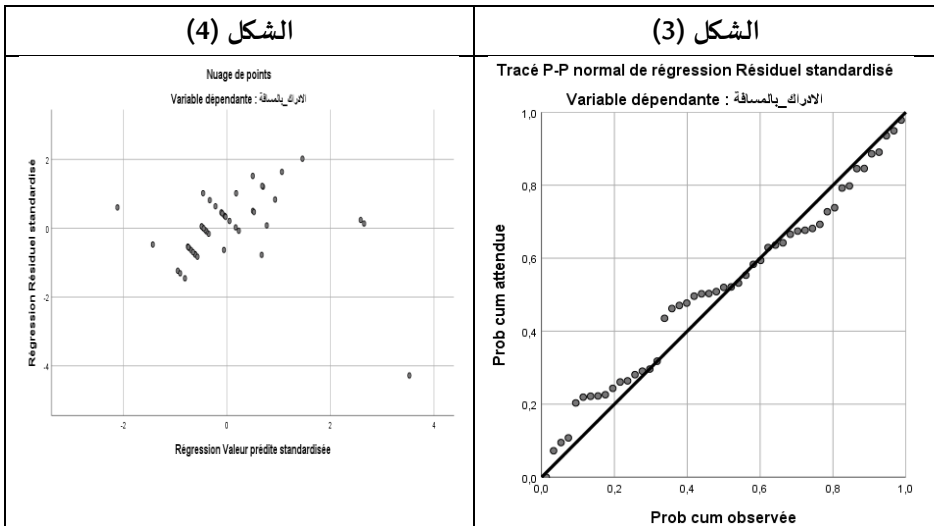 الشكل (3)
الشكل (4)
Tracé P-P normal de régression Résiduel standardisé
Variable dépendante : الادراك_بالمسافة
1,0
0,8
0,6
0,4
0,2
0,0
Prob cum attendue
0,0 0,2 0,4 0,6 0,8 1,0
Prob cum observée
Nuage de points
Variable dépendante : الادراك_بالمسافة
2
0
-2
-4
Régression Résiduel standardisé
-2 0 2 4
Régression Valeur prédite standardisée